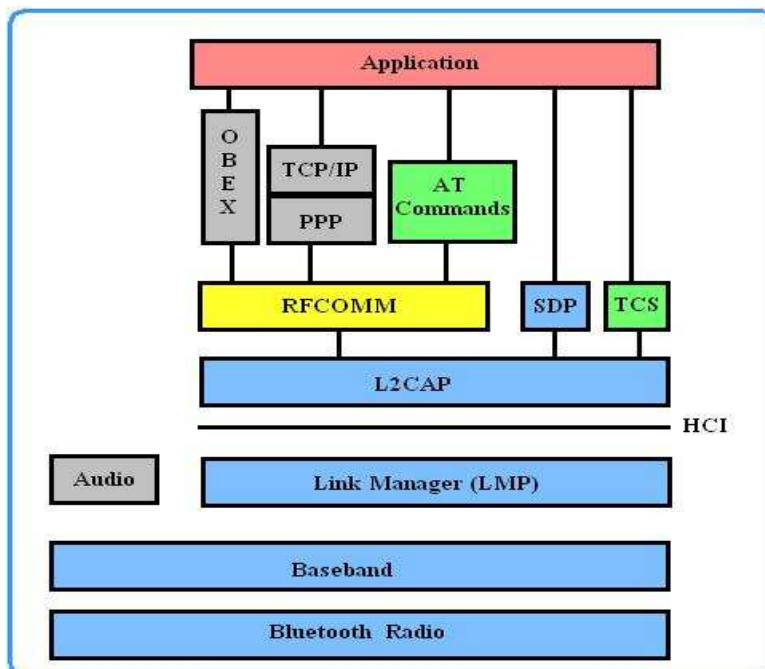 Application
O
B
E
X
TCP/IP
PPP
AT
Commands
RFCOMM
SDP
TCS
L2CAP
HCI
Audio
Link Manager (LMP)
Baseband
Bluetooth Radio